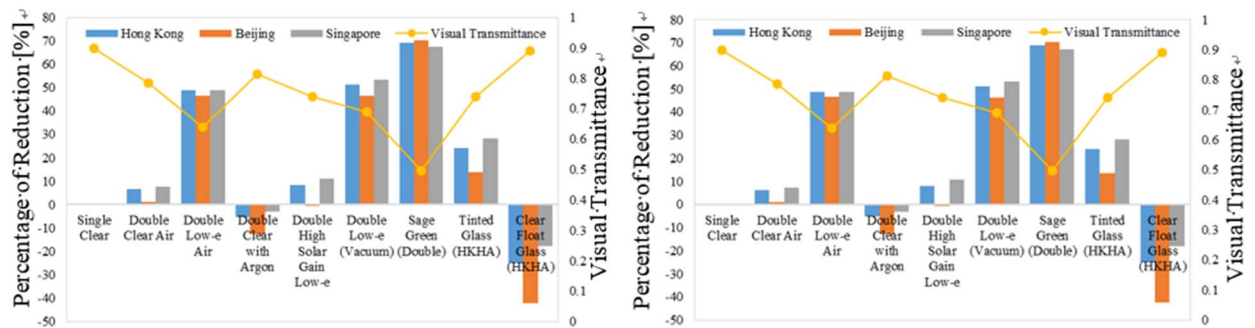 Percentage·of·Reduction·[%]
80
70
60
50
40
30
20
10
0
-10
-20
-30
-40
-50
Hong Kong Beijing Singapore Visual Transmittance
Single Clear
Double Clear Air
Double Low-e Air
Double Clear with Argon
Double High Solar Gain Low-e
Double Low-e (Vacuum)
Sage Green (Double)
Tinted Glass (HKHA)
Clear Float Glass (HKHA)
1
0.9
0.8
0.7
0.6
0.5
0.4
0.3
0.2
0.1
0
Visual·Transmittance
Percentage·of·Reduction·[%]
80
70
60
50
40
30
20
10
0
-10
-20
-30
-40
-50
Hong Kong Beijing Singapore Visual Transmittance
Single Clear
Double Clear Air
Double Low-e Air
Double Clear with Argon
Double High Solar Gain Low-e
Double Low-e (Vacuum)
Sage Green (Double)
Tinted Glass (HKHA)
Clear Float Glass (HKHA)
1
0.9
0.8
0.7
0.6
0.5
0.4
0.3
0.2
0.1
0
Visual·Transmittance